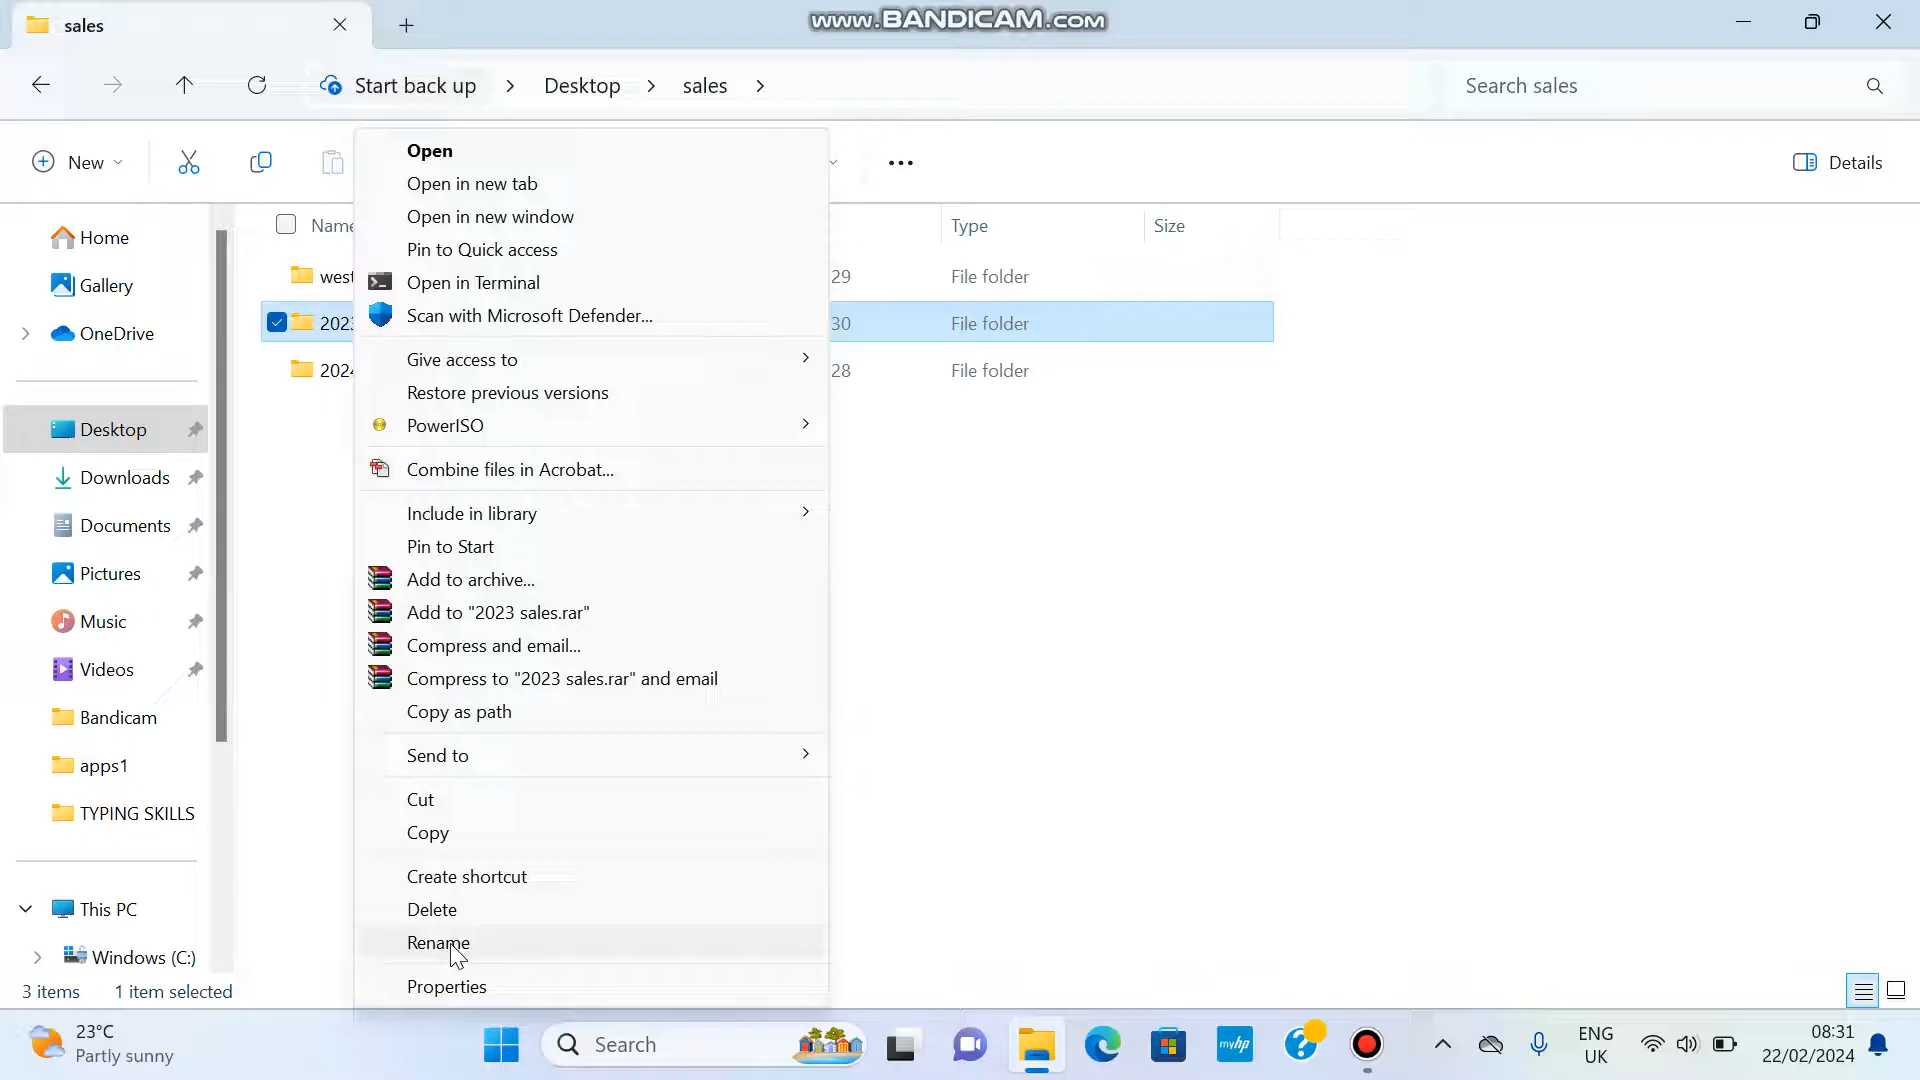 www.BANDICAM.com
sales
Start back up > Desktop > sales >
Search sales
New
Details
Open
Open in new tab
Open in new window
Pin to Quick access
Open in Terminal
Scan with Microsoft Defender...
Give access to
Restore previous versions
PowerISO
Combine files in Acrobat...
Include in library
Pin to Start
Add to archive...
Add to "2023 sales.rar"
Compress and email...
Compress to "2023 sales.rar" and email
Copy as path
Send to
Cut
Copy
Create shortcut
Delete
Rename
Properties
Name Type Size
west 29 File folder
2023 30 File folder
2024 28 File folder
Home
Gallery
OneDrive
Desktop
Downloads
Documents
Pictures
Music
Videos
Bandicam
apps1
TYPING SKILLS
This PC
Windows (C:)
3 items 1 item selected
23°C
Partly sunny
Search
myhp
ENG
UK
08:31
22/02/2024